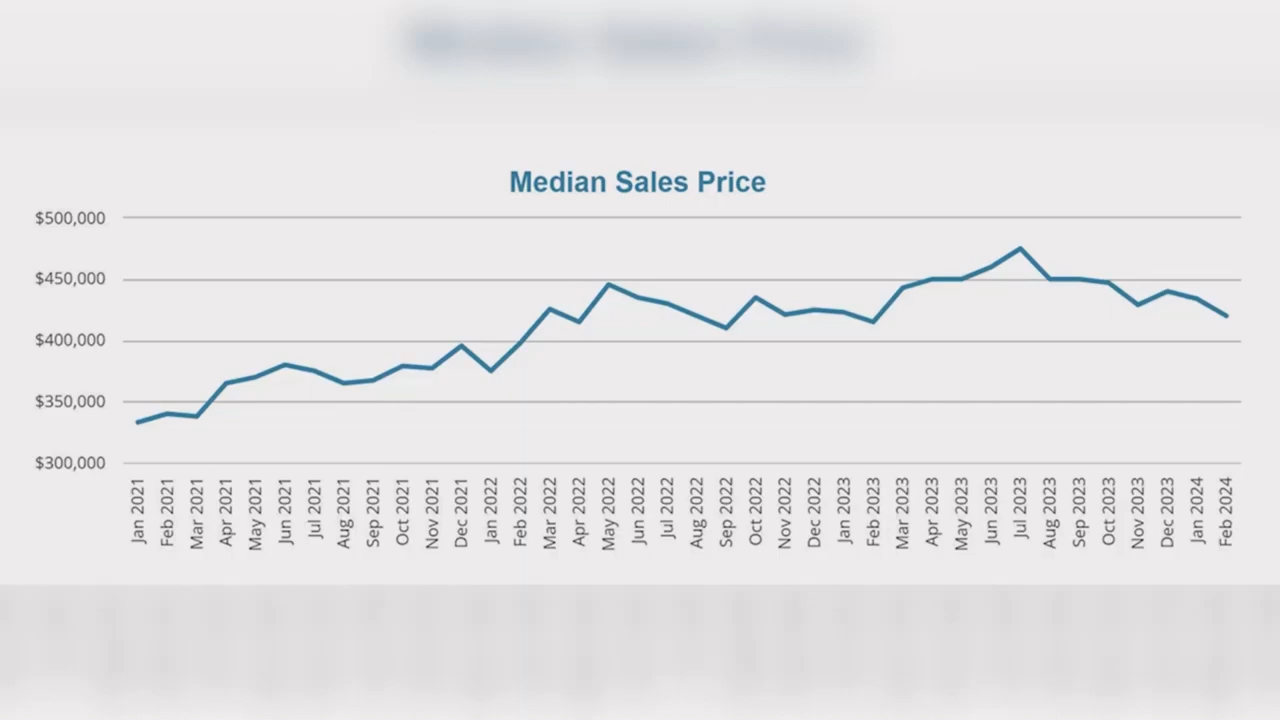 Median Sales Price
$500,000
$450,000
$400,000
$350,000
$300,000
Jan 2021
Feb 2021
Mar 2021
Apr 2021
May 2021
Jun 2021
Jul 2021
Aug 2021
Sep 2021
Oct 2021
Nov 2021
Dec 2021
Jan 2022
Feb 2022
Mar 2022
Apr 2022
May 2022
Jun 2022
Jul 2022
Aug 2022
Sep 2022
Oct 2022
Nov 2022
Dec 2022
Jan 2023
Feb 2023
Mar 2023
Apr 2023
May 2023
Jun 2023
Jul 2023
Aug 2023
Sep 2023
Oct 2023
Nov 2023
Dec 2023
Jan 2024
Feb 2024